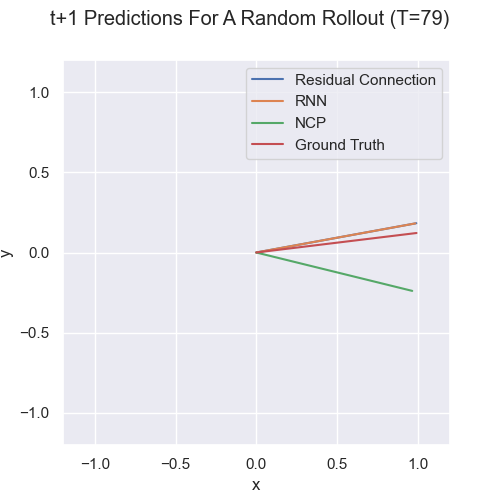 t+1 Predictions For A Random Rollout (T=79)
Residual Connection
RNN
NCP
Ground Truth
1.0
0.5
0.0
−0.5
−1.0
y
−1.0 −0.5 0.0 0.5 1.0
x